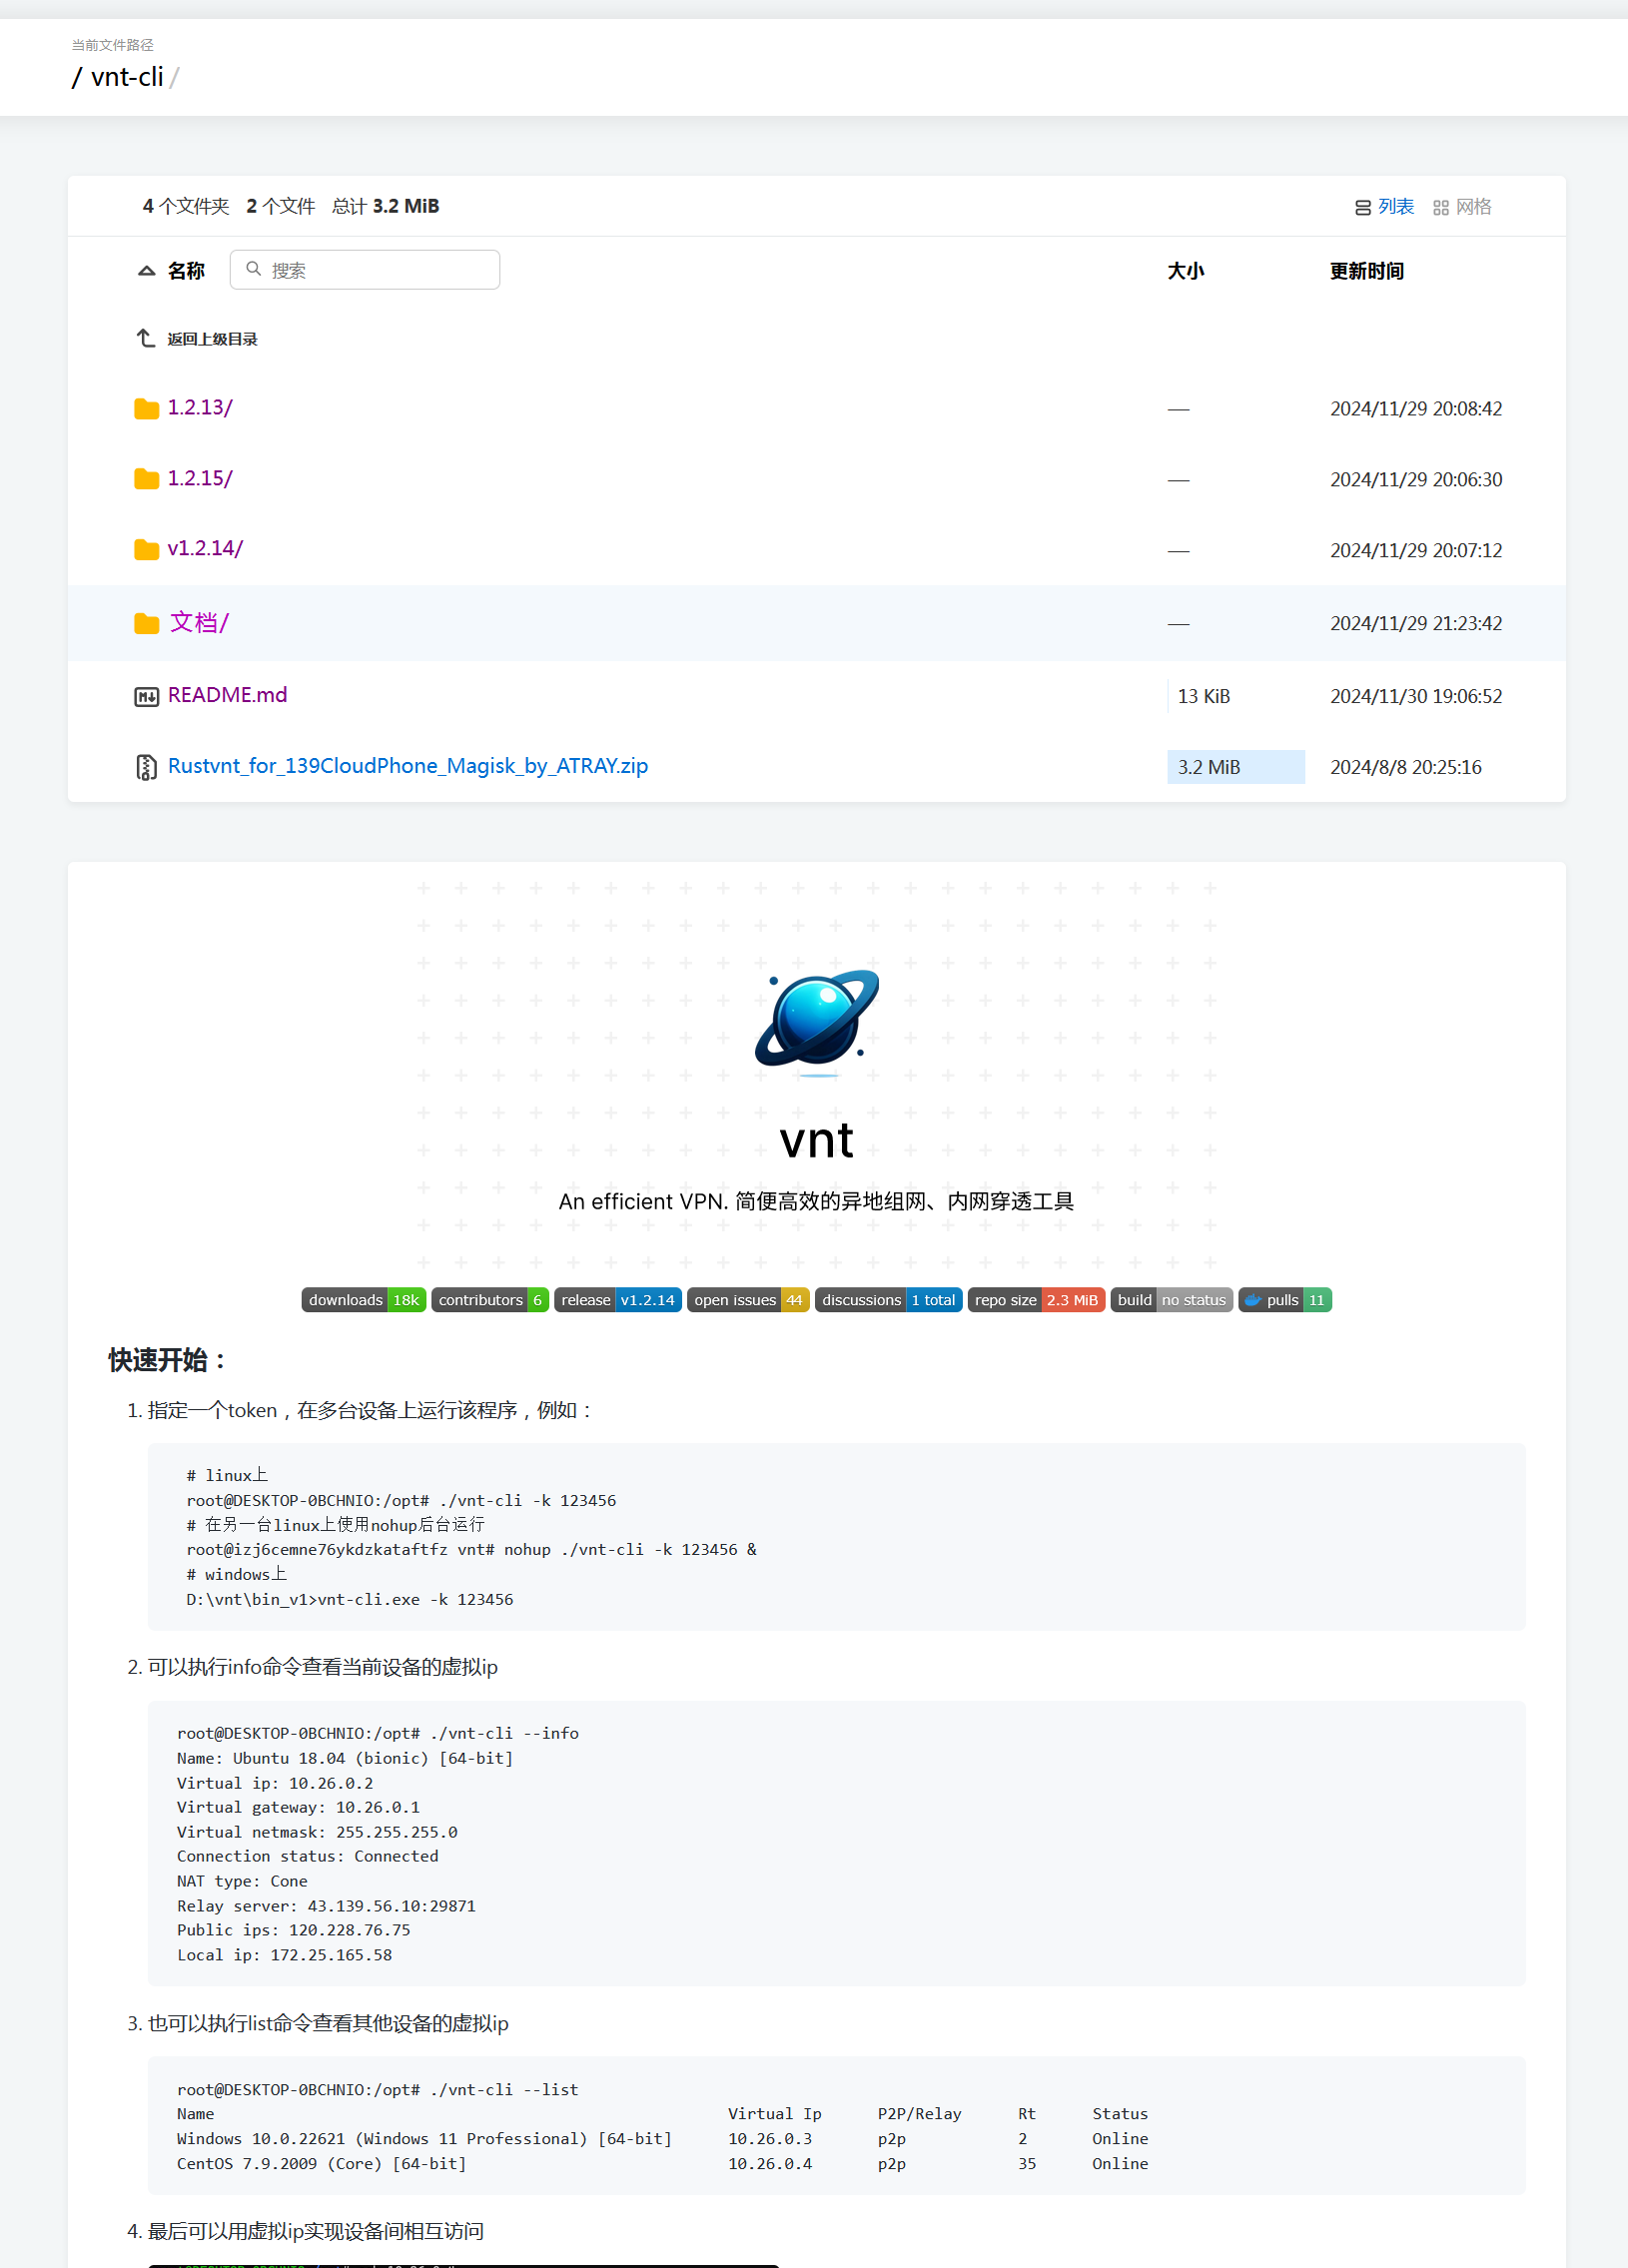 当前文件路径
/ vnt-cli /
4 个文件夹 2 个文件 总计 3.2 MiB 列表 网格
名称 搜索 大小 更新时间
返回上级目录
1.2.13/ — 2024/11/29 20:08:42
1.2.15/ — 2024/11/29 20:06:30
v1.2.14/ — 2024/11/29 20:07:12
文档/ — 2024/11/29 21:23:42
README.md 13 KiB 2024/11/30 19:06:52
Rustvnt_for_139CloudPhone_Magisk_by_ATRAY.zip 3.2 MiB 2024/8/8 20:25:16
vnt
An efficient VPN. 简便高效的异地组网、内网穿透工具
downloads 18k contributors 6 release v1.2.14 open issues 44 discussions 1 total repo size 2.3 MiB build no status pulls 11
快速开始：
1. 指定一个token，在多台设备上运行该程序，例如：
# linux上
root@DESKTOP-0BCHNIO:/opt# ./vnt-cli -k 123456
# 在另一台linux上使用nohup后台运行
root@izj6cemne76ykdzkataftfz vnt# nohup ./vnt-cli -k 123456 &
# windows上
D:\vnt\bin_v1>vnt-cli.exe -k 123456
2. 可以执行info命令查看当前设备的虚拟ip
root@DESKTOP-0BCHNIO:/opt# ./vnt-cli --info
Name: Ubuntu 18.04 (bionic) [64-bit]
Virtual ip: 10.26.0.2
Virtual gateway: 10.26.0.1
Virtual netmask: 255.255.255.0
Connection status: Connected
NAT type: Cone
Relay server: 43.139.56.10:29871
Public ips: 120.228.76.75
Local ip: 172.25.165.58
3. 也可以执行list命令查看其他设备的虚拟ip
root@DESKTOP-0BCHNIO:/opt# ./vnt-cli --list
Name Virtual Ip P2P/Relay Rt Status
Windows 10.0.22621 (Windows 11 Professional) [64-bit] 10.26.0.3 p2p 2 Online
CentOS 7.9.2009 (Core) [64-bit] 10.26.0.4 p2p 35 Online
4. 最后可以用虚拟ip实现设备间相互访问